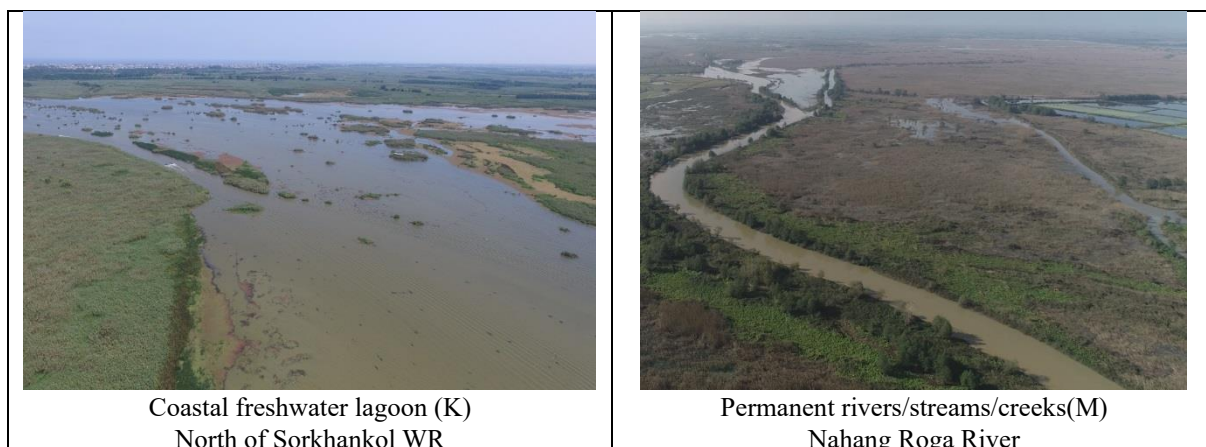 Coastal freshwater lagoon (K)
North of Sorkhankol WR
Permanent rivers/streams/creeks(M)
Nahang Roga River